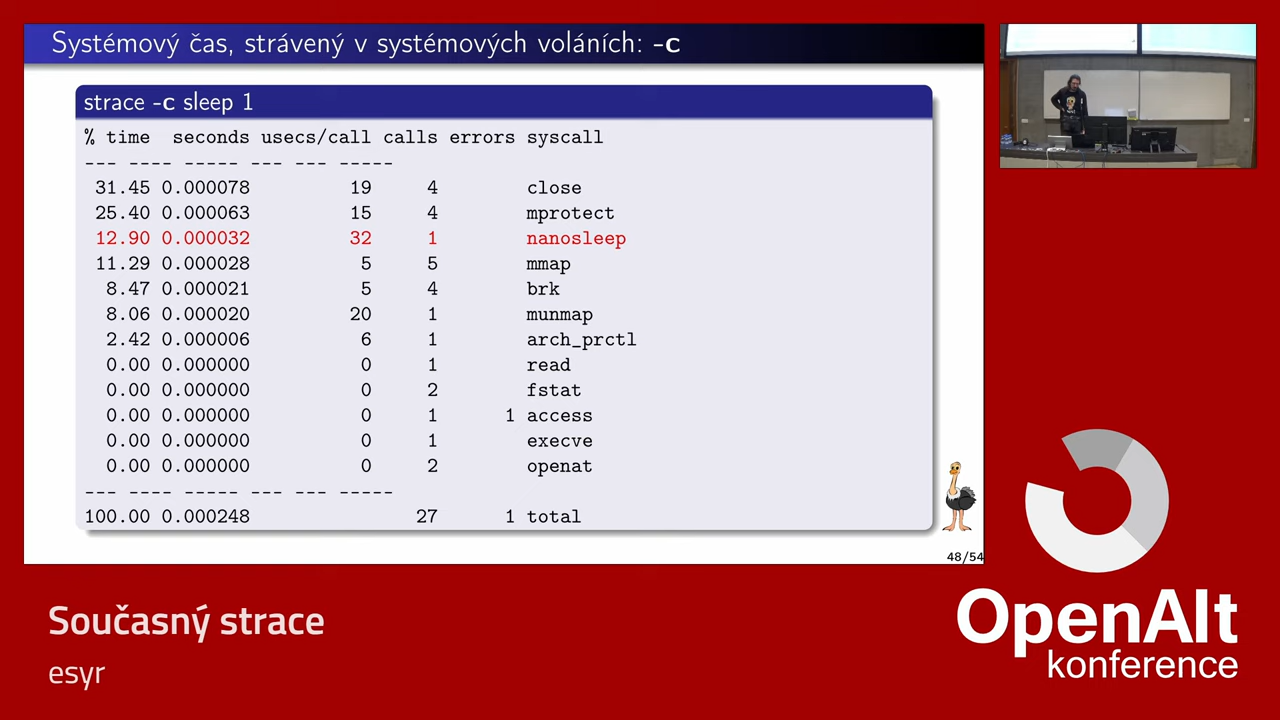 Systémový čas, strávený v systémových voláních: -c
strace -c sleep 1
% time seconds usecs/call calls errors syscall
--- ---- ----- --- --- -----
31.45 0.000078 19 4 close
25.40 0.000063 15 4 mprotect
12.90 0.000032 32 1 nanosleep
11.29 0.000028 5 5 mmap
8.47 0.000021 5 4 brk
8.06 0.000020 20 1 munmap
2.42 0.000006 6 1 arch_prctl
0.00 0.000000 0 1 read
0.00 0.000000 0 2 fstat
0.00 0.000000 0 1 1 access
0.00 0.000000 0 1 execve
0.00 0.000000 0 2 openat
--- ---- ----- --- --- -----
100.00 0.000248 27 1 total
48/54
Současný strace
esyr
OpenAlt
konference